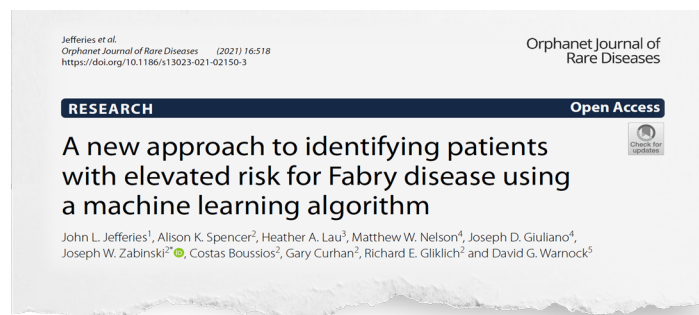 Jefferies et al.
Orphanet Journal of Rare Diseases (2021) 16:518
https://doi.org/10.1186/s13023-021-02150-3
Orphanet Journal of
Rare Diseases
RESEARCH
Open Access
Check for
updates
A new approach to identifying patients
with elevated risk for Fabry disease using
a machine learning algorithm
John L. Jefferies1, Alison K. Spencer2, Heather A. Lau3, Matthew W. Nelson4, Joseph D. Giuliano4,
Joseph W. Zabinski2* iD, Costas Boussios2, Gary Curhan2, Richard E. Gliklich2 and David G. Warnock5